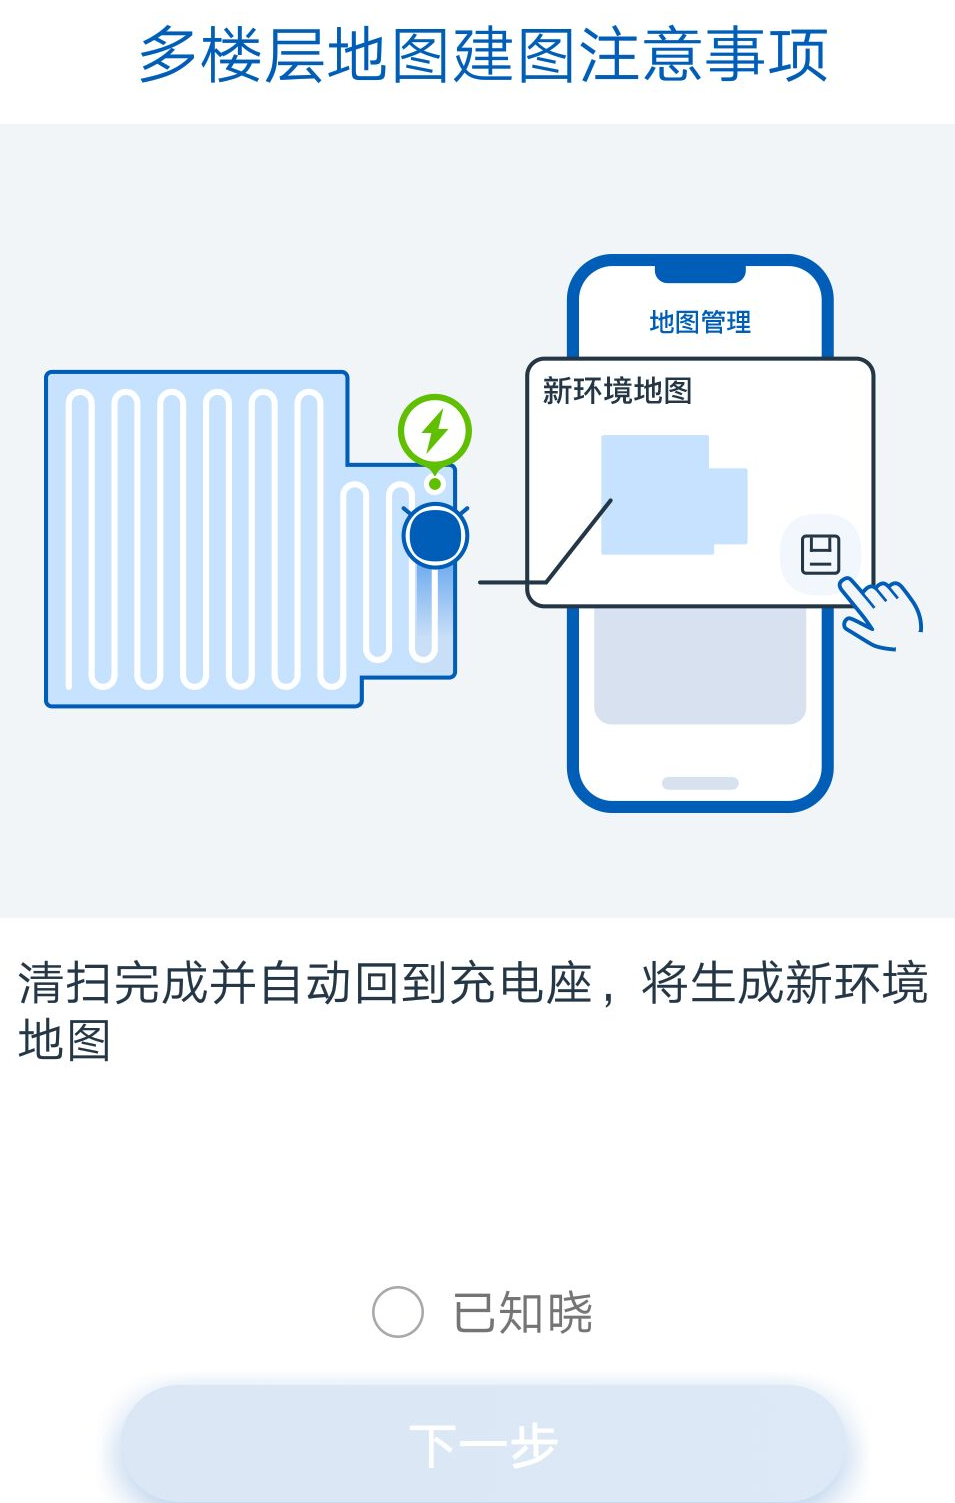 多楼层地图建图注意事项
地图管理
新环境地图
清扫完成并自动回到充电座，将生成新环境
地图
已知晓
下一步